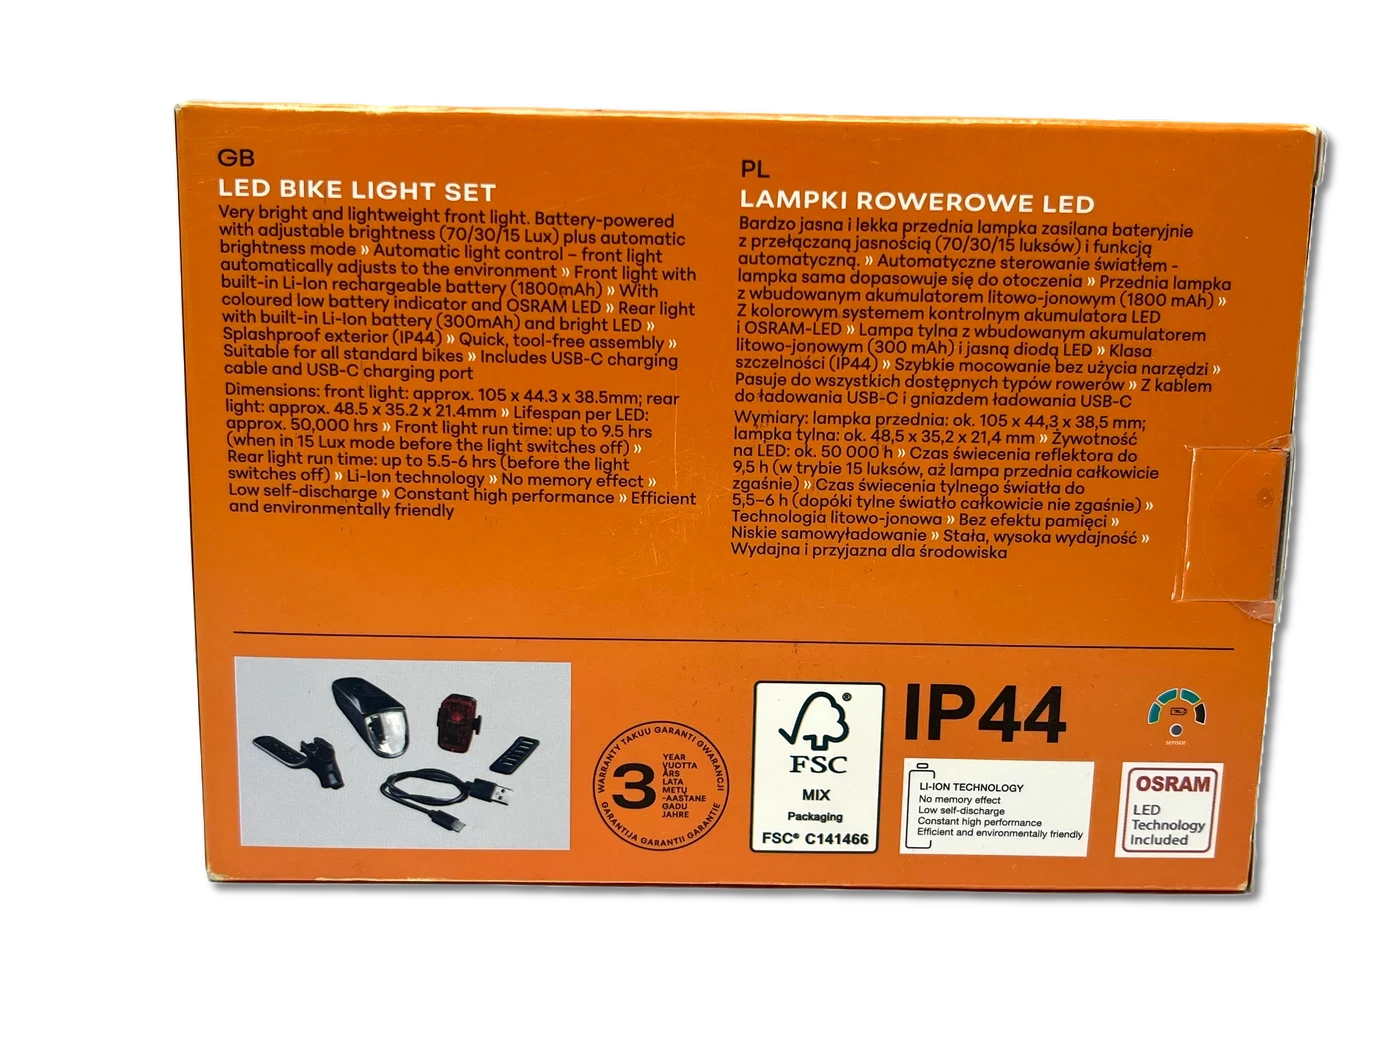 GB
LED BIKE LIGHT SET
Very bright and lightweight front light. Battery-powered
with adjustable brightness (70/30/15 Lux) plus automatic
brightness mode » Automatic light control – front light
automatically adjusts to the environment » Front light with
built-in Li-Ion rechargeable battery (1800mAh) » With
coloured low battery indicator and OSRAM LED » Rear light
with built-in Li-Ion battery (300mAh) and bright LED »
Splashproof exterior (IP44) » Quick, tool-free assembly »
Suitable for all standard bikes » Includes USB-C charging
cable and USB-C charging port
Dimensions: front light: approx. 105 x 44.3 x 38.5mm; rear
light: approx. 48.5 x 35.2 x 21.4mm » Lifespan per LED:
approx. 50,000 hrs » Front light run time: up to 9.5 hrs
(when in 15 Lux mode before the light switches off) »
Rear light run time: up to 5.5-6 hrs (before the light
switches off) » Li-Ion technology » No memory effect »
Low self-discharge » Constant high performance » Efficient
and environmentally friendly
PL
LAMPKI ROWEROWE LED
Bardzo jasna i lekka przednia lampka zasilana bateryjnie
z przełączaną jasnością (70/30/15 luksów) i funkcją
automatyczną. » Automatyczne sterowanie światłem -
lampka sama dopasowuje się do otoczenia » Przednia lampka
z wbudowanym akumulatorem litowo-jonowym (1800 mAh) »
Z kolorowym systemem kontrolnym akumulatora LED
i OSRAM-LED » Lampa tylna z wbudowanym akumulatorem
litowo-jonowym (300 mAh) i jasną diodą LED » Klasa
szczelności (IP44) » Szybkie mocowanie bez użycia narzędzi »
Pasuje do wszystkich dostępnych typów rowerów » Z kablem
do ładowania USB-C i gniazdem ładowania USB-C
Wymiary: lampka przednia: ok. 105 x 44,3 x 38,5 mm;
lampka tylna: ok. 48,5 x 35,2 x 21,4 mm » Żywotność
na LED: ok. 50 000 h » Czas świecenia reflektora do
9,5 h (w trybie 15 luksów, aż lampa przednia całkowicie
zgaśnie) » Czas świecenia tylnego światła do
5,5–6 h (dopóki tylne światło całkowicie nie zgaśnie) »
Technologia litowo-jonowa » Bez efektu pamięci »
Niskie samowyładowanie » Stała, wysoka wydajność »
Wydajna i przyjazna dla środowiska
WARRANTY TAKUU GARANTI GWARANCJI
GARANTIJA GARANTII GARANTIE
3
YEAR
VUOTTA
ÅRS
LATA
METŲ
-AASTANE
GADU
JAHRE
®
FSC
MIX
Packaging
FSC® C141466
IP44
sensor
LI-ION TECHNOLOGY
No memory effect
Low self-discharge
Constant high performance
Efficient and environmentally friendly
OSRAM
LED
Technology
Included